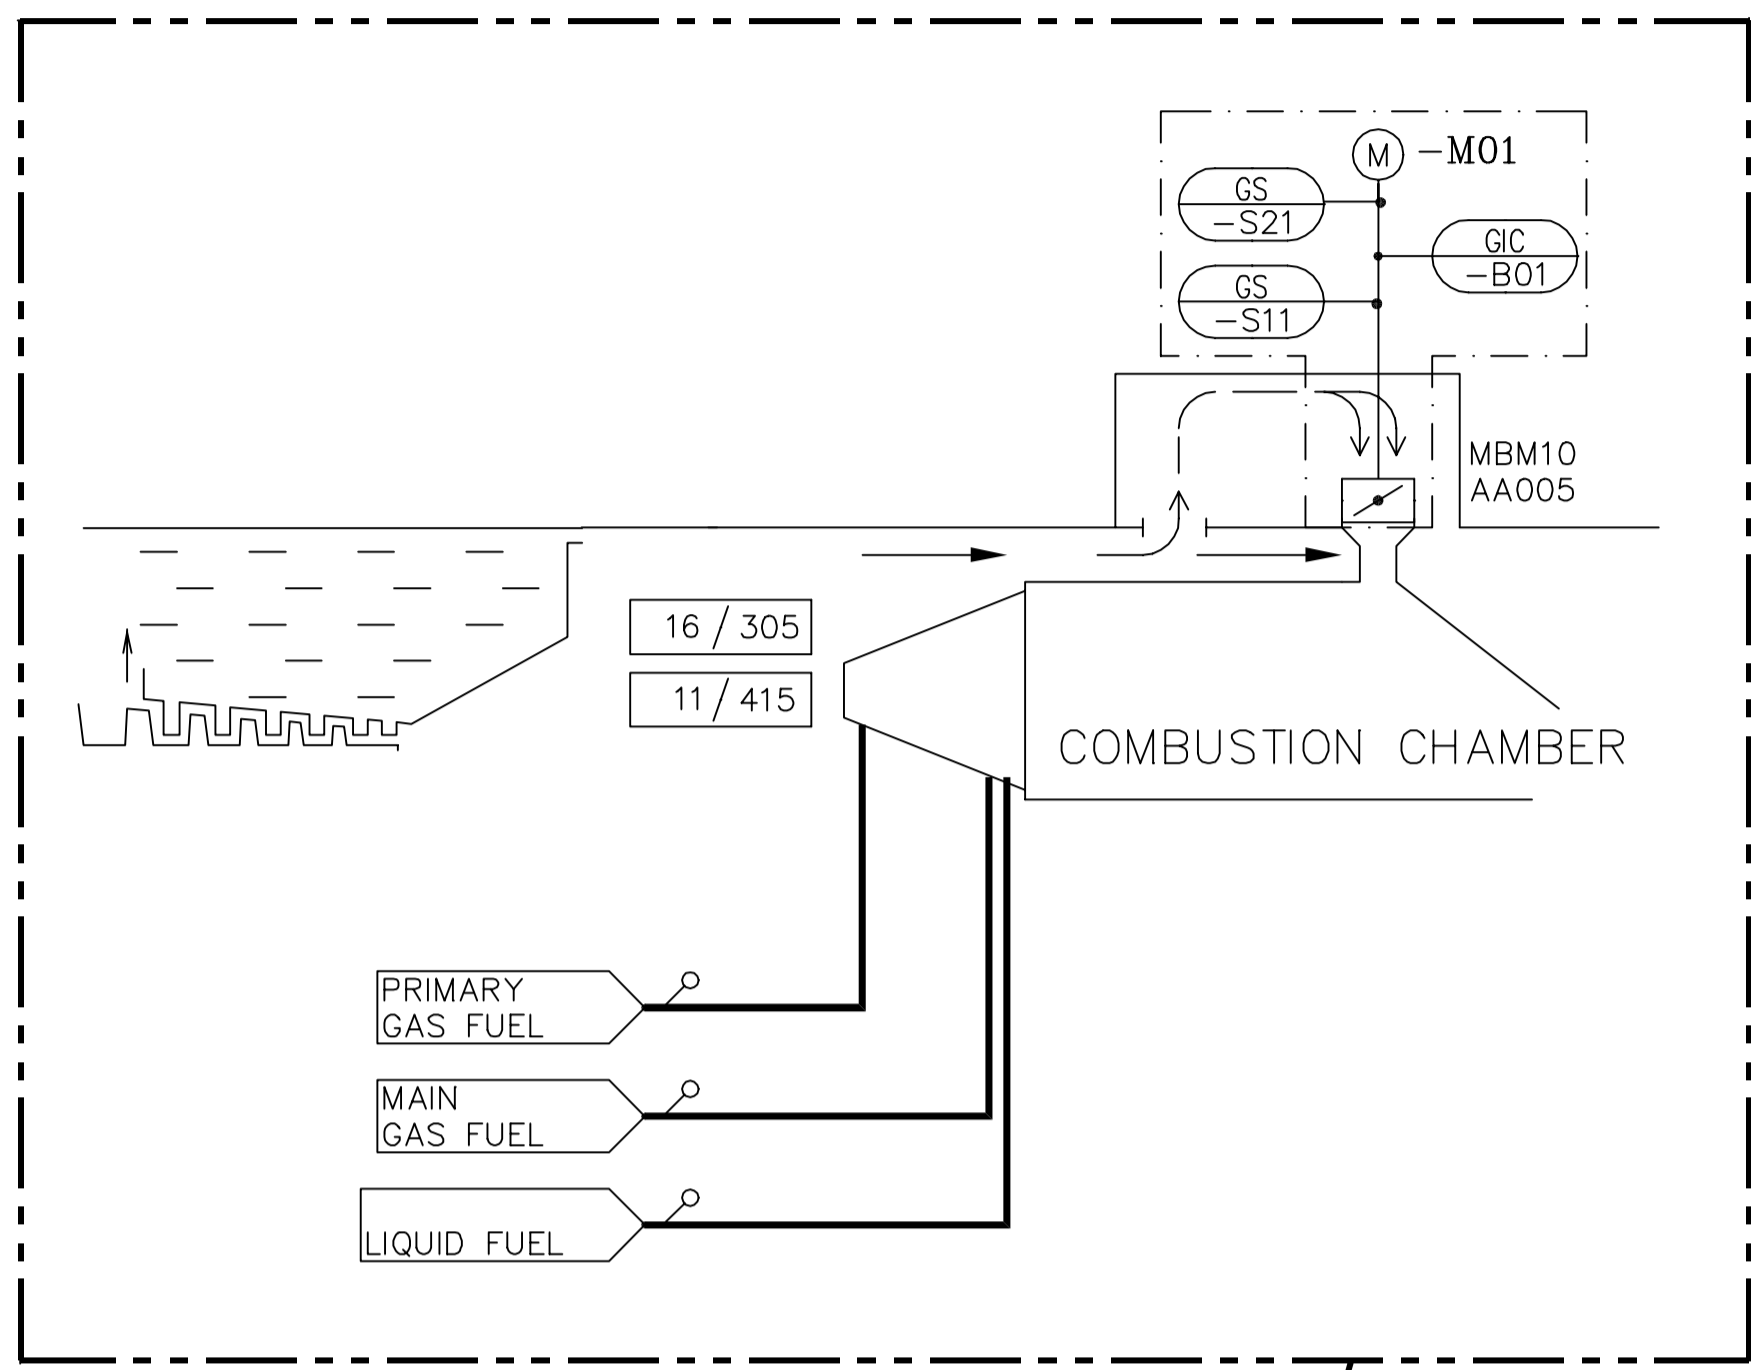 M -M01
GS
-S21
GIC
-B01
GS
-S11
MBM10
AA005
16 / 305
11 / 415
COMBUSTION CHAMBER
PRIMARY
GAS FUEL
MAIN
GAS FUEL
LIQUID FUEL